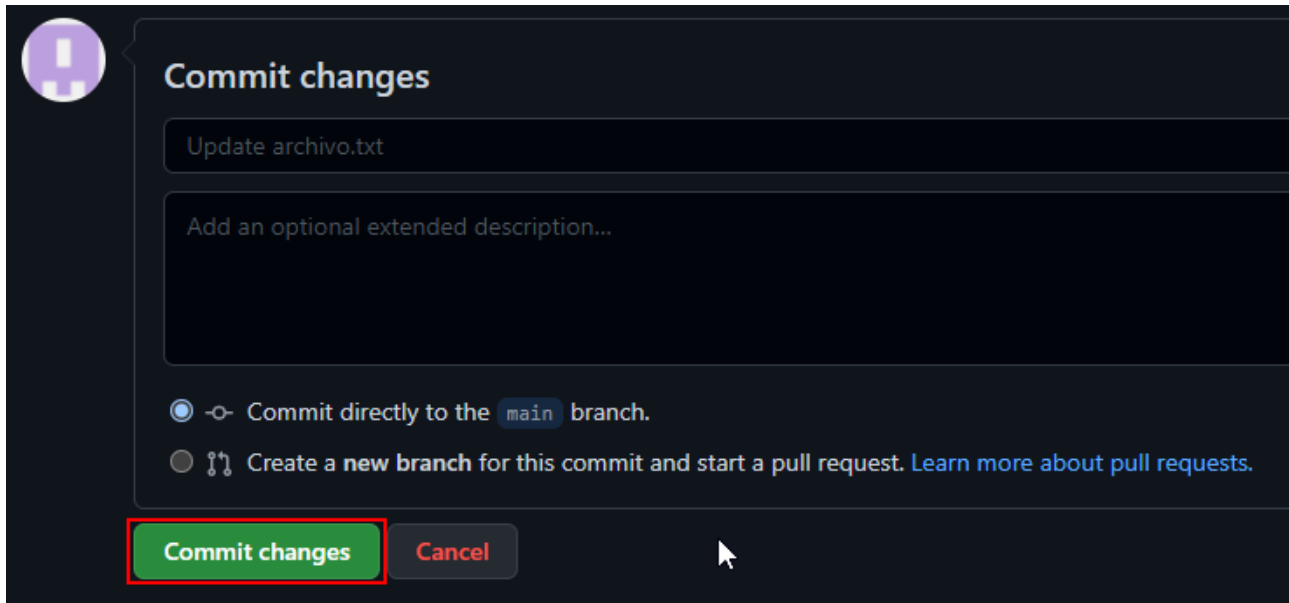 Commit changes
Update archivo.txt
Add an optional extended description...
Commit directly to the main branch.
Create a new branch for this commit and start a pull request. Learn more about pull requests.
Commit changes Cancel